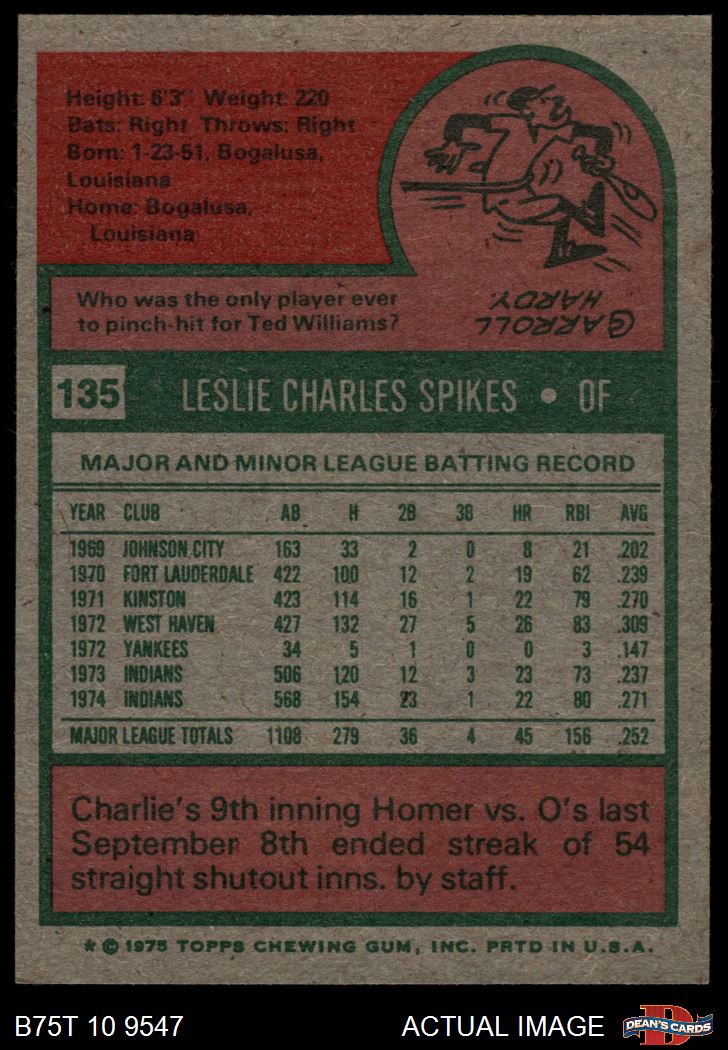 Height: 6'3" Weight: 220
Bats: Right Throws: Right
Born: 1-23-51, Bogalusa,
Louisiana
Home: Bogalusa,
Louisiana
Who was the only player ever
to pinch-hit for Ted Williams?
CARROLL
HARDY.
135 LESLIE CHARLES SPIKES • OF
MAJOR AND MINOR LEAGUE BATTING RECORD
YEAR CLUB AB H 2B 3B HR RBI AVG
1969 JOHNSON CITY 163 33 2 0 8 21 .202
1970 FORT LAUDERDALE 422 100 12 2 19 62 .239
1971 KINSTON 423 114 16 1 22 79 .270
1972 WEST HAVEN 427 132 27 5 26 83 .309
1972 YANKEES 34 5 1 0 0 3 .147
1973 INDIANS 506 120 12 3 23 73 .237
1974 INDIANS 568 154 23 1 22 80 .271
MAJOR LEAGUE TOTALS 1108 279 36 4 45 156 .252
Charlie's 9th inning Homer vs. O's last
September 8th ended streak of 54
straight shutout inns. by staff.
* © 1975 TOPPS CHEWING GUM, INC. PRTD IN U.S.A.
B75T 10 9547 ACTUAL IMAGE D DEAN'S CARDS